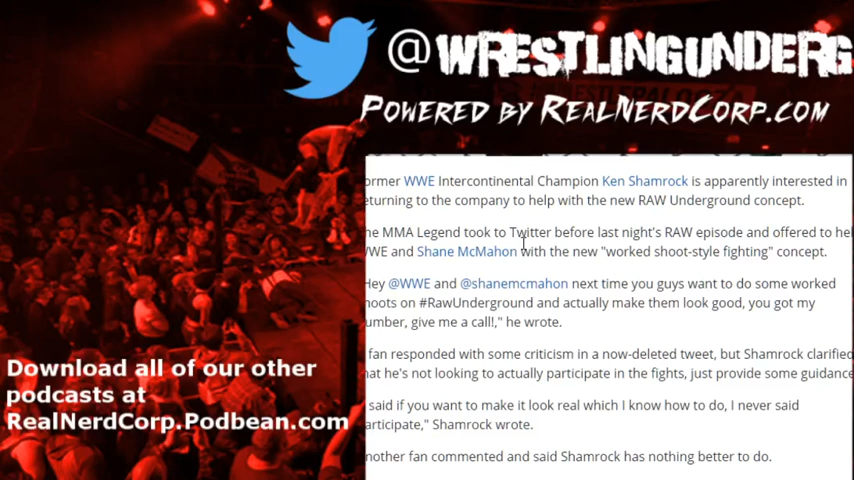 @WRESTLINGUNDERG
POWERED BY REALNERDCORP.COM
ormer WWE Intercontinental Champion Ken Shamrock is apparently interested in
eturning to the company to help with the new RAW Underground concept.
he MMA Legend took to Twitter before last night's RAW episode and offered to hel
WWE and Shane McMahon with the new "worked shoot-style fighting" concept.
Hey @WWE and @shanemcmahon next time you guys want to do some worked
hoots on #RawUnderground and actually make them look good, you got my
umber, give me a call!," he wrote.
fan responded with some criticism in a now-deleted tweet, but Shamrock clarified
hat he's not looking to actually participate in the fights, just provide some guidance
said if you want to make it look real which I know how to do, I never said
articipate," Shamrock wrote.
nother fan commented and said Shamrock has nothing better to do.
Download all of our other
podcasts at
RealNerdCorp.Podbean.com